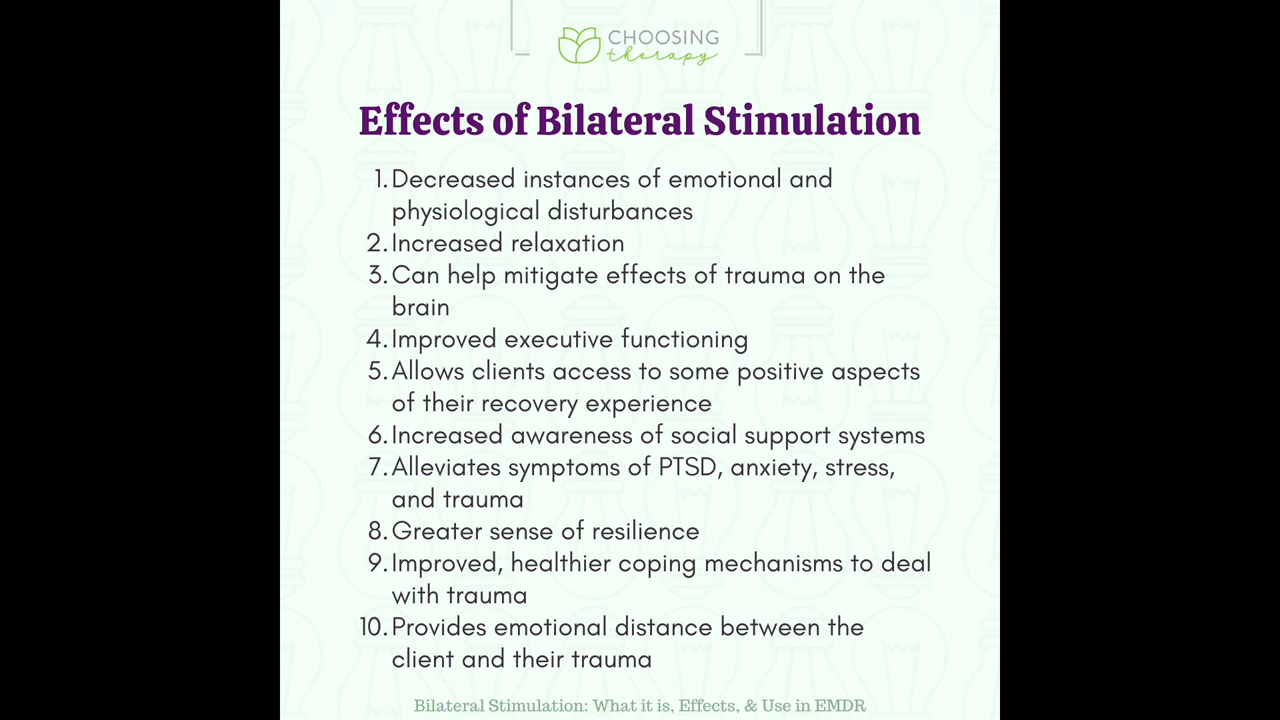 CHOOSING
therapy
Effects of Bilateral Stimulation
1. Decreased instances of emotional and
physiological disturbances
2. Increased relaxation
3. Can help mitigate effects of trauma on the
brain
4. Improved executive functioning
5. Allows clients access to some positive aspects
of their recovery experience
6. Increased awareness of social support systems
7. Alleviates symptoms of PTSD, anxiety, stress,
and trauma
8. Greater sense of resilience
9. Improved, healthier coping mechanisms to deal
with trauma
10. Provides emotional distance between the
client and their trauma
Bilateral Stimulation: What it is, Effects, & Use in EMDR